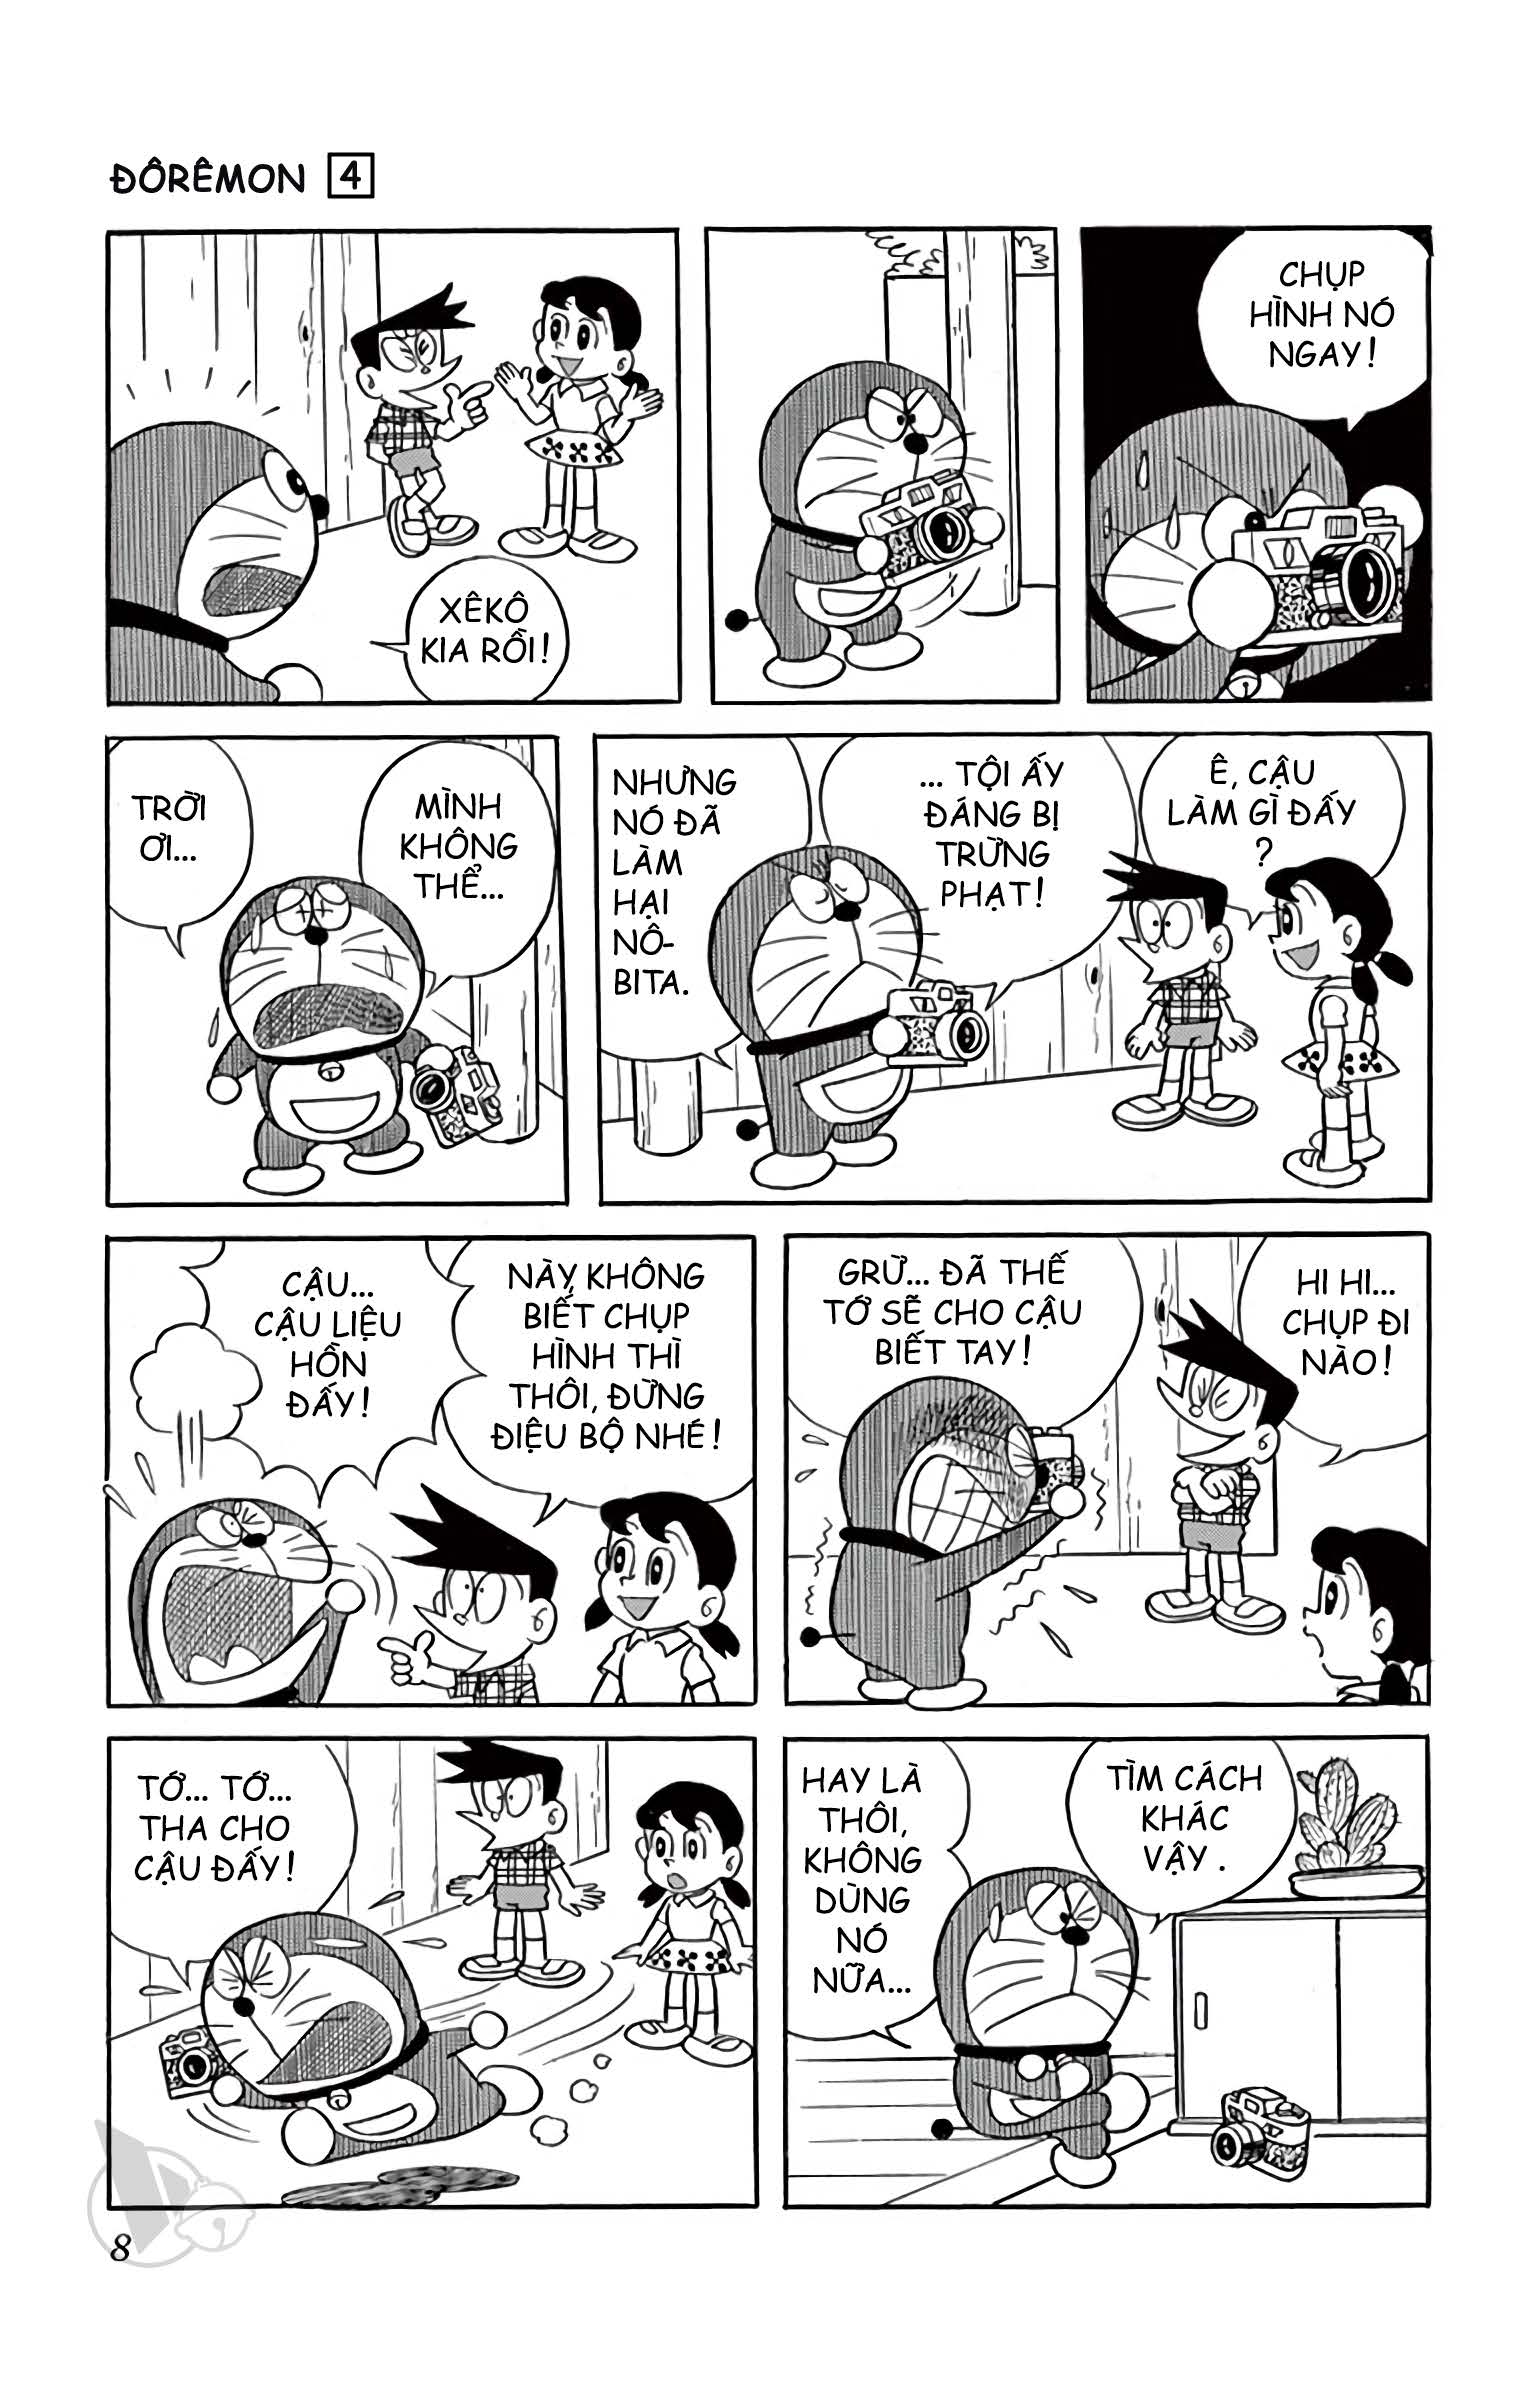 ĐÔRÊMON 4
XÊKÔ
KIA RỒI!
CHỤP
HÌNH NÓ
NGAY!
TRỜI
ƠI...
MÌNH
KHÔNG
THỂ...
NHƯNG
NÓ ĐÃ
LÀM
HẠI
NÔ-
BITA.
... TỘI ẤY
ĐÁNG BỊ
TRỪNG
PHẠT!
Ê, CẬU
LÀM GÌ ĐẤY
?
CẬU...
CẬU LIỆU
HỒN
ĐẤY!
NÀY, KHÔNG
BIẾT CHỤP
HÌNH THÌ
THÔI, ĐỪNG
ĐIỆU BỘ NHÉ!
GRỪ... ĐÃ THẾ
TỚ SẼ CHO CẬU
BIẾT TAY!
HI HI...
CHỤP ĐI
NÀO!
TỚ... TỚ...
THA CHO
CẬU ĐẤY!
HAY LÀ
THÔI,
KHÔNG
DÙNG
NÓ
NỮA...
TÌM CÁCH
KHÁC
VẬY.
8